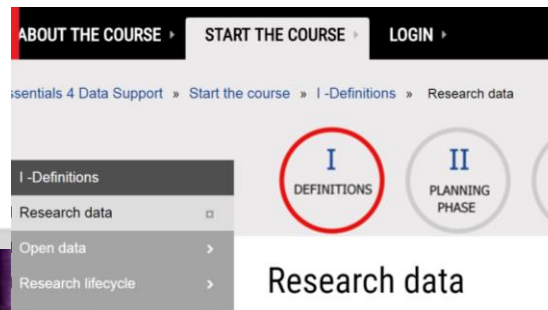 ABOUT THE COURSE START THE COURSE LOGIN
ssentials 4 Data Support » Start the course » I -Definitions » Research data
I
DEFINITIONS
II
PLANNING
PHASE
I -Definitions
Research data
Open data
Research lifecycle
Research data